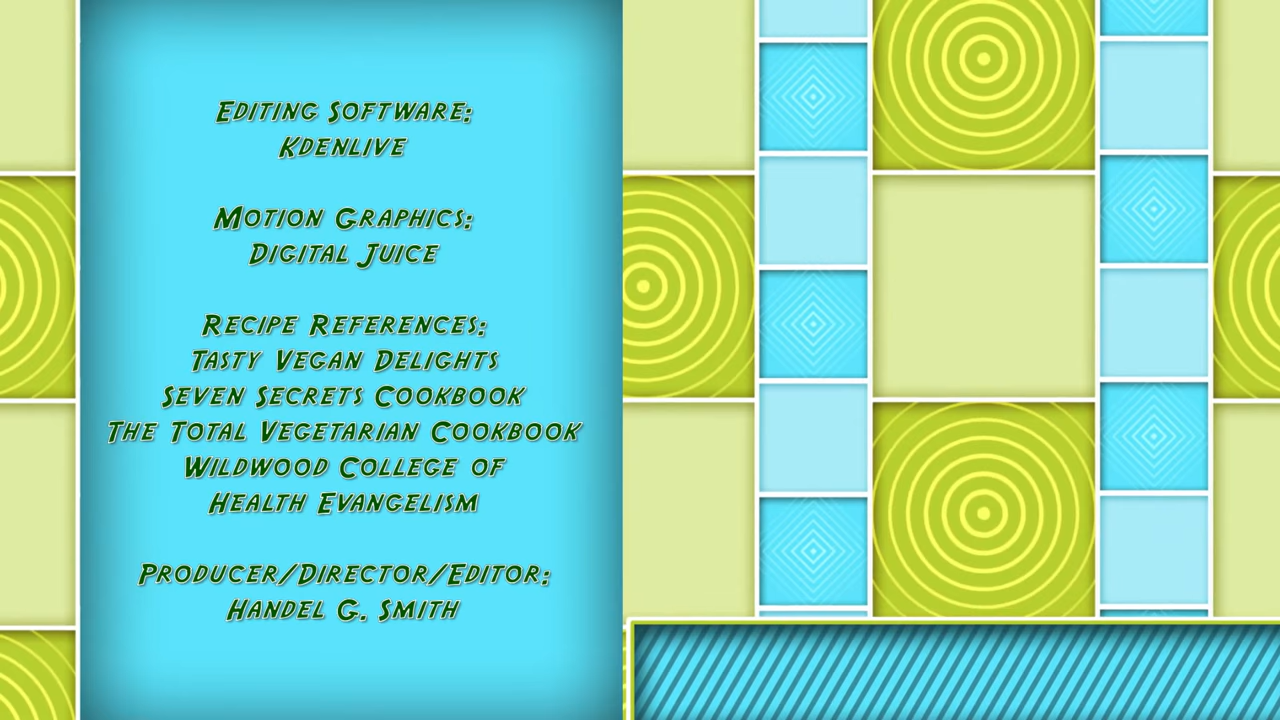 Editing Software:
Kdenlive
Motion Graphics:
Digital Juice
Recipe References:
Tasty Vegan Delights
Seven Secrets Cookbook
The Total Vegetarian Cookbook
Wildwood College of
Health Evangelism
Producer/Director/Editor:
Handel G. Smith